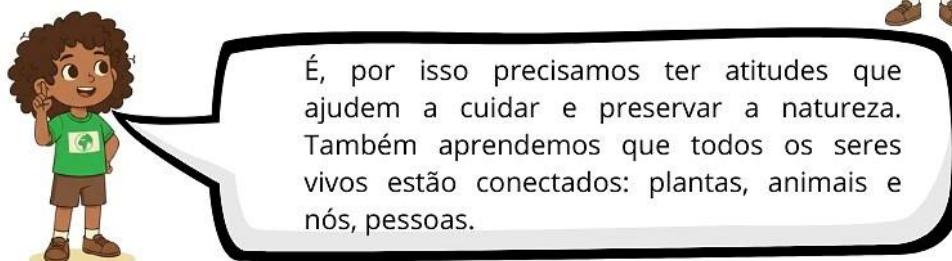 É, por isso precisamos ter atitudes que
ajudem a cuidar e preservar a natureza.
Também aprendemos que todos os seres
vivos estão conectados: plantas, animais e
nós, pessoas.